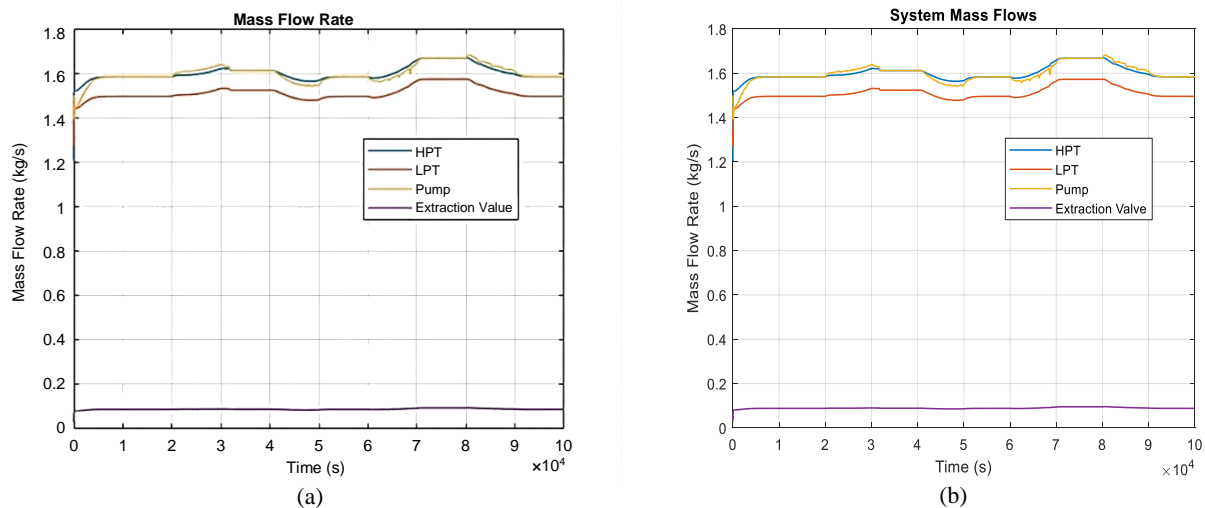 Mass Flow Rate
1.8
1.6
1.4
1.2
1
0.8
0.6
0.4
0.2
0
Mass Flow Rate (kg/s)
HPT
LPT
Pump
Extraction Value
0 1 2 3 4 5 6 7 8 9 10
Time (s)
×10⁴
(a)
System Mass Flows
1.8
1.6
1.4
1.2
1
0.8
0.6
0.4
0.2
0
Mass Flow Rate (kg/s)
HPT
LPT
Pump
Extraction Valve
0 1 2 3 4 5 6 7 8 9 10
Time (s)
×10⁴
(b)